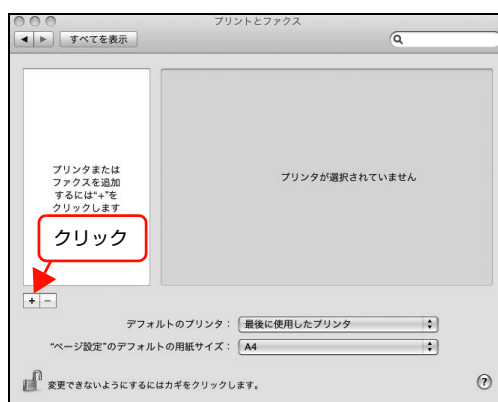 プリントとファクス
すべてを表示
プリンタまたは
ファクスを追加
するには"+"を
クリックします
プリンタが選択されていません
クリック
+ −
デフォルトのプリンタ： 最後に使用したプリンタ
"ページ設定"のデフォルトの用紙サイズ： A4
変更できないようにするにはカギをクリックします。
?